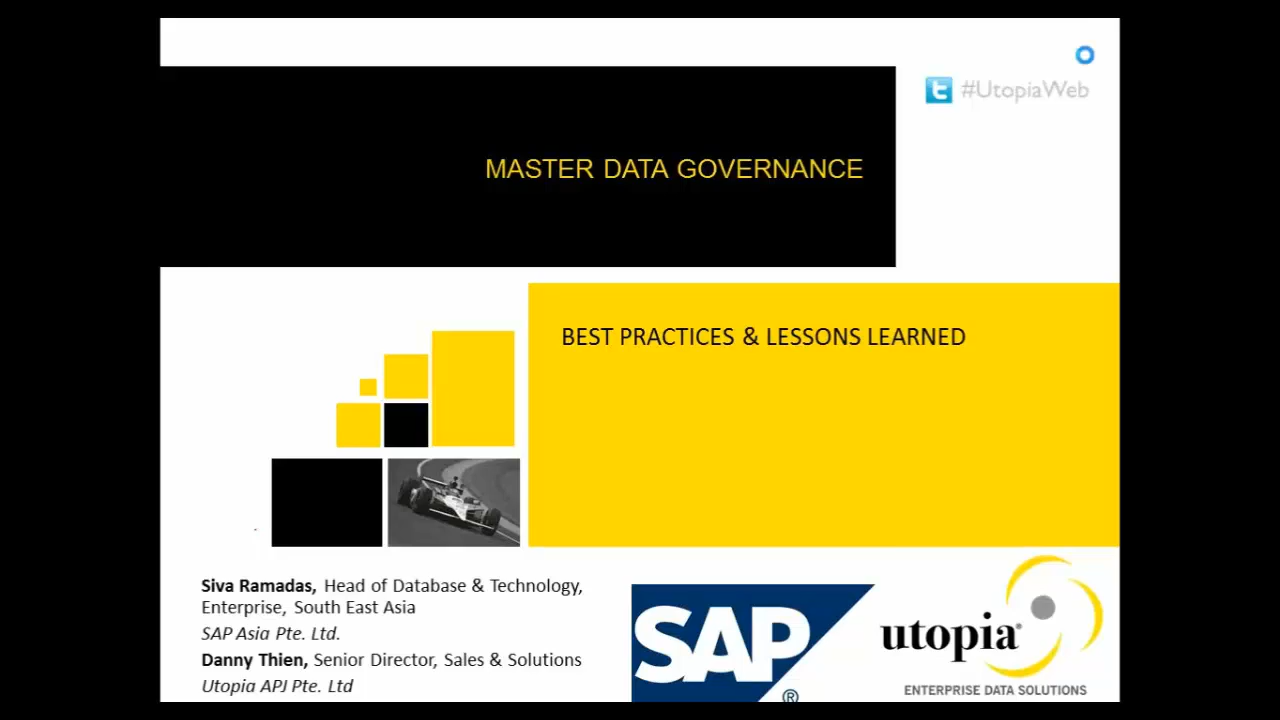 #UtopiaWeb
MASTER DATA GOVERNANCE
BEST PRACTICES & LESSONS LEARNED
Siva Ramadas, Head of Database & Technology,
Enterprise, South East Asia
SAP Asia Pte. Ltd.
Danny Thien, Senior Director, Sales & Solutions
Utopia APJ Pte. Ltd
SAP®
utopia®
ENTERPRISE DATA SOLUTIONS